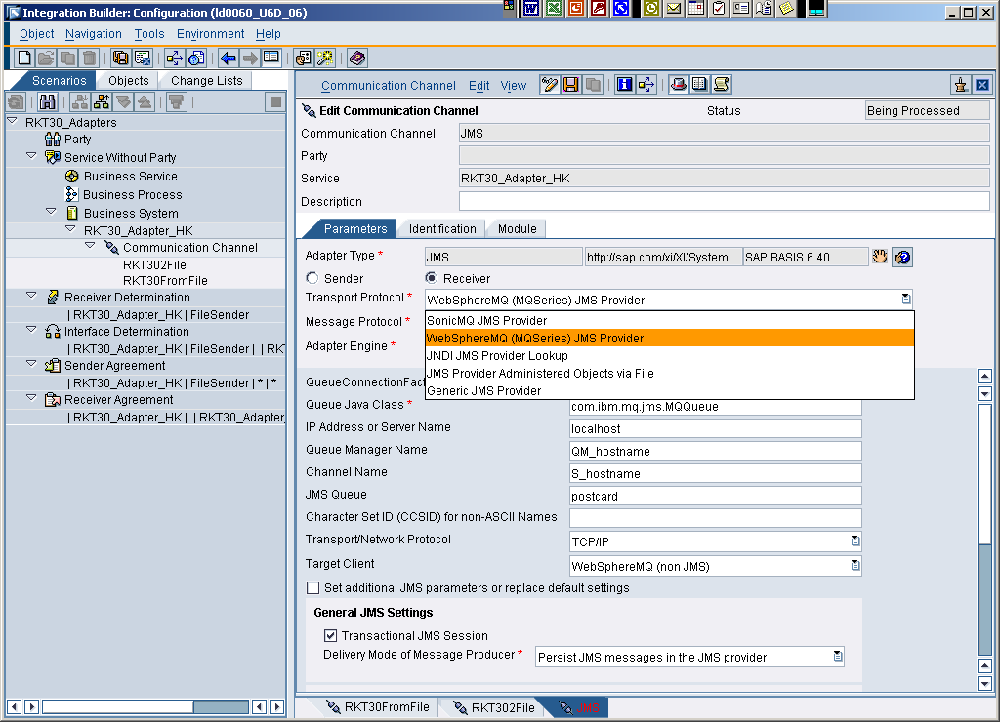 Integration Builder: Configuration (ld0060_U6D_06)
Object Navigation Tools Environment Help
Scenarios Objects Change Lists
RKT30_Adapters
Party
Service Without Party
Business Service
Business Process
Business System
RKT30_Adapter_HK
Communication Channel
RKT302File
RKT30FromFile
Receiver Determination
| RKT30_Adapter_HK | FileSender
Interface Determination
| RKT30_Adapter_HK | FileSender | | RK
Sender Agreement
| RKT30_Adapter_HK | FileSender | * | *
Receiver Agreement
| RKT30_Adapter_HK | | RKT30_Adapter_
Communication Channel Edit View
Edit Communication Channel Status Being Processed
Communication Channel JMS
Party
Service RKT30_Adapter_HK
Description
Parameters Identification Module
Adapter Type * JMS http://sap.com/xi/XI/System SAP BASIS 6.40
Sender Receiver
Transport Protocol * WebSphereMQ (MQSeries) JMS Provider
Message Protocol * SonicMQ JMS Provider
WebSphereMQ (MQSeries) JMS Provider
Adapter Engine * JNDI JMS Provider Lookup
JMS Provider Administered Objects via File
QueueConnectionFact Generic JMS Provider
Queue Java Class * com.ibm.mq.jms.MQQueue
IP Address or Server Name localhost
Queue Manager Name QM_hostname
Channel Name S_hostname
JMS Queue postcard
Character Set ID (CCSID) for non-ASCII Names
Transport/Network Protocol TCP/IP
Target Client WebSphereMQ (non JMS)
Set additional JMS parameters or replace default settings
General JMS Settings
Transactional JMS Session
Delivery Mode of Message Producer * Persist JMS messages in the JMS provider
RKT30FromFile RKT302File